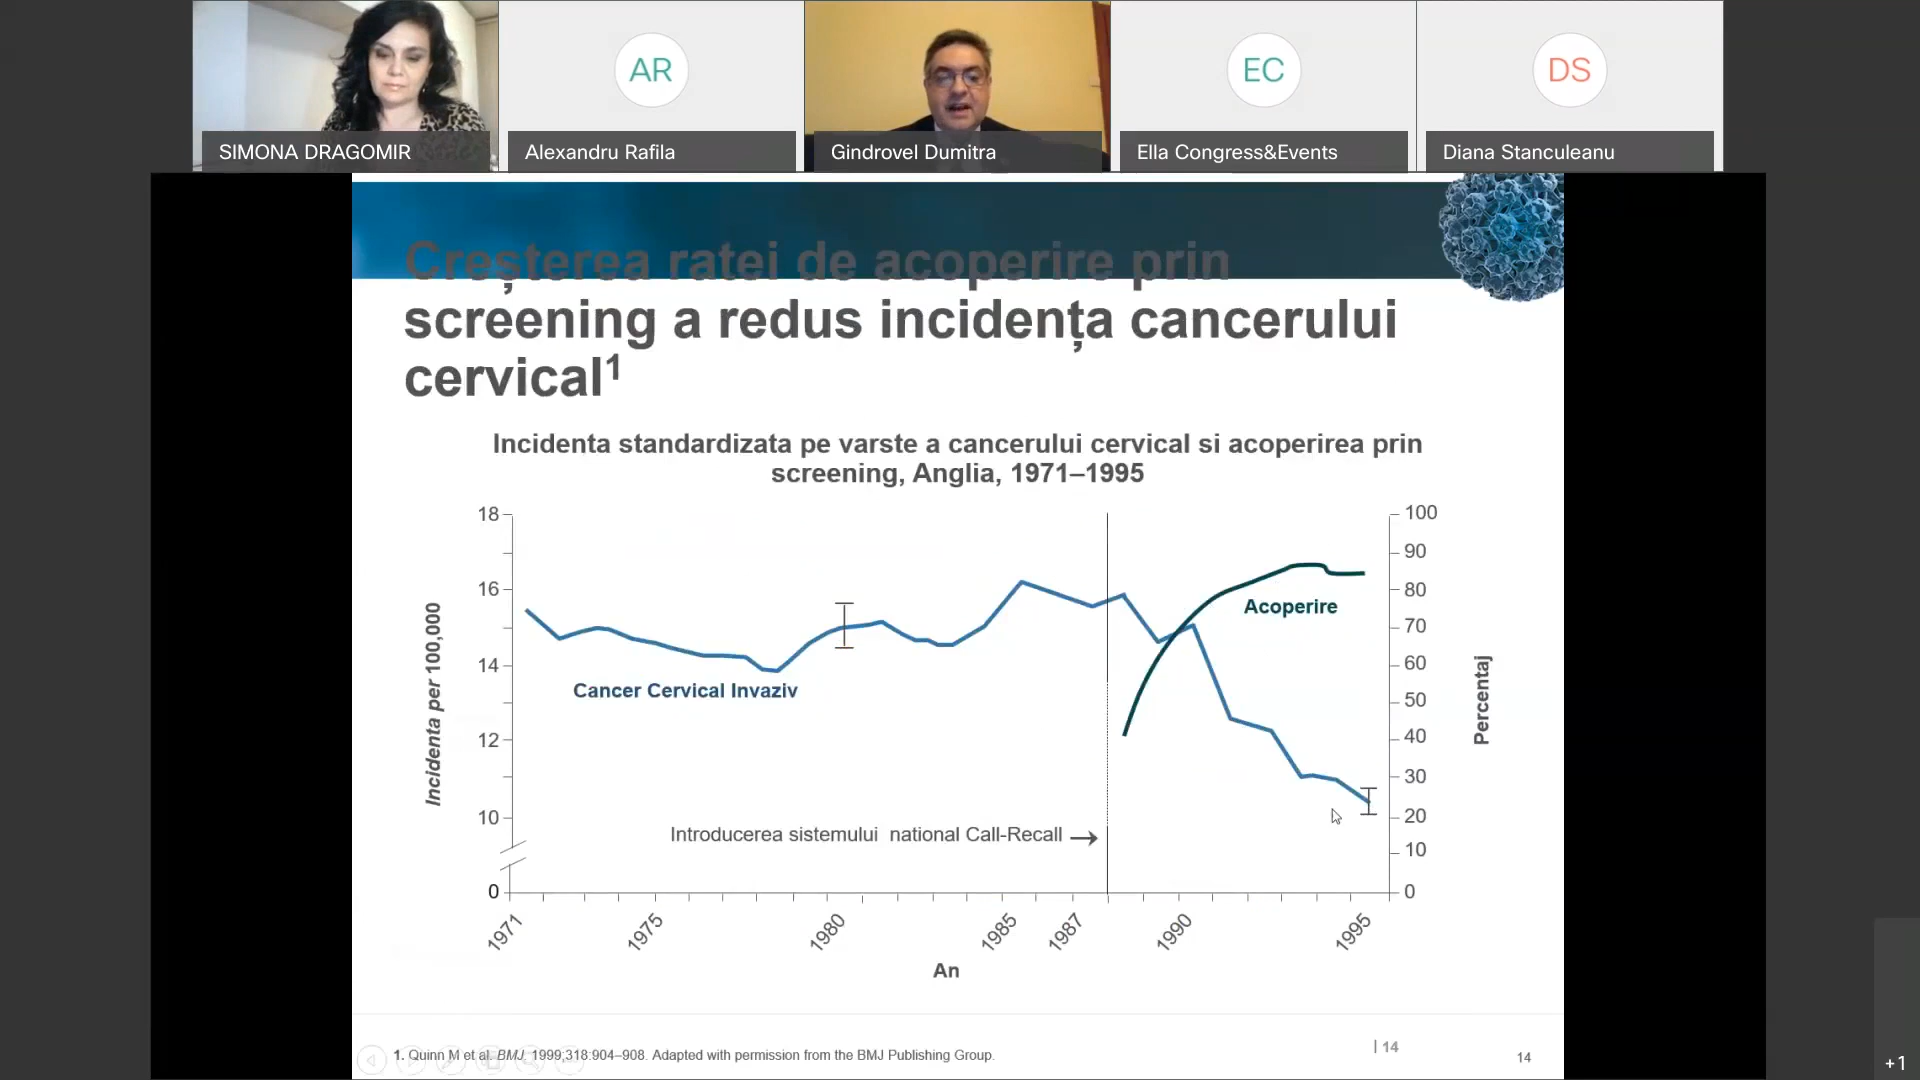 SIMONA DRAGOMIR
AR
Alexandru Rafila
Gindrovel Dumitra
EC
Ella Congress&Events
DS
Diana Stanculeanu
Creșterea ratei de acoperire prin
screening a redus incidența cancerului
cervical¹
Incidenta standardizata pe varste a cancerului cervical si acoperirea prin
screening, Anglia, 1971–1995
Incidenta per 100,000
18
16
14
12
10
0
Cancer Cervical Invaziv
Acoperire
Introducerea sistemului national Call-Recall →
100
90
80
70
60
50
40
30
20
10
0
Percentaj
1971
1975
1980
1985
1987
1990
1995
An
1. Quinn M et al. BMJ. 1999;318:904–908. Adapted with permission from the BMJ Publishing Group.
| 14
14
+1